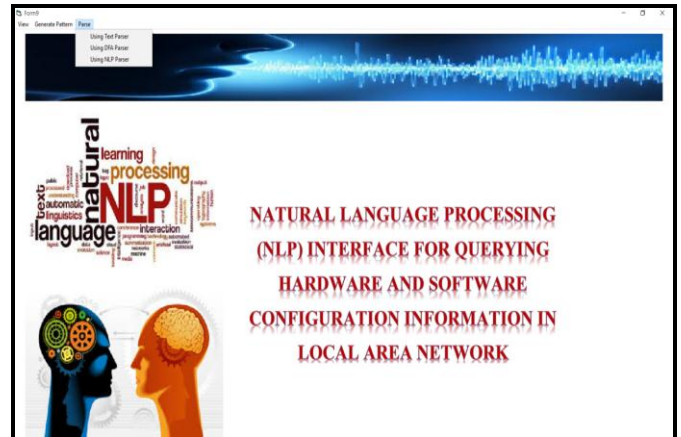 Form9
View Generate Pattern Parse
Using Text Parser
Using DFA Parser
Using NLP Parser
natural
learning
processing
NLP
text
automatic
linguistics
language
interaction
NATURAL LANGUAGE PROCESSING
(NLP) INTERFACE FOR QUERYING
HARDWARE AND SOFTWARE
CONFIGURATION INFORMATION IN
LOCAL AREA NETWORK